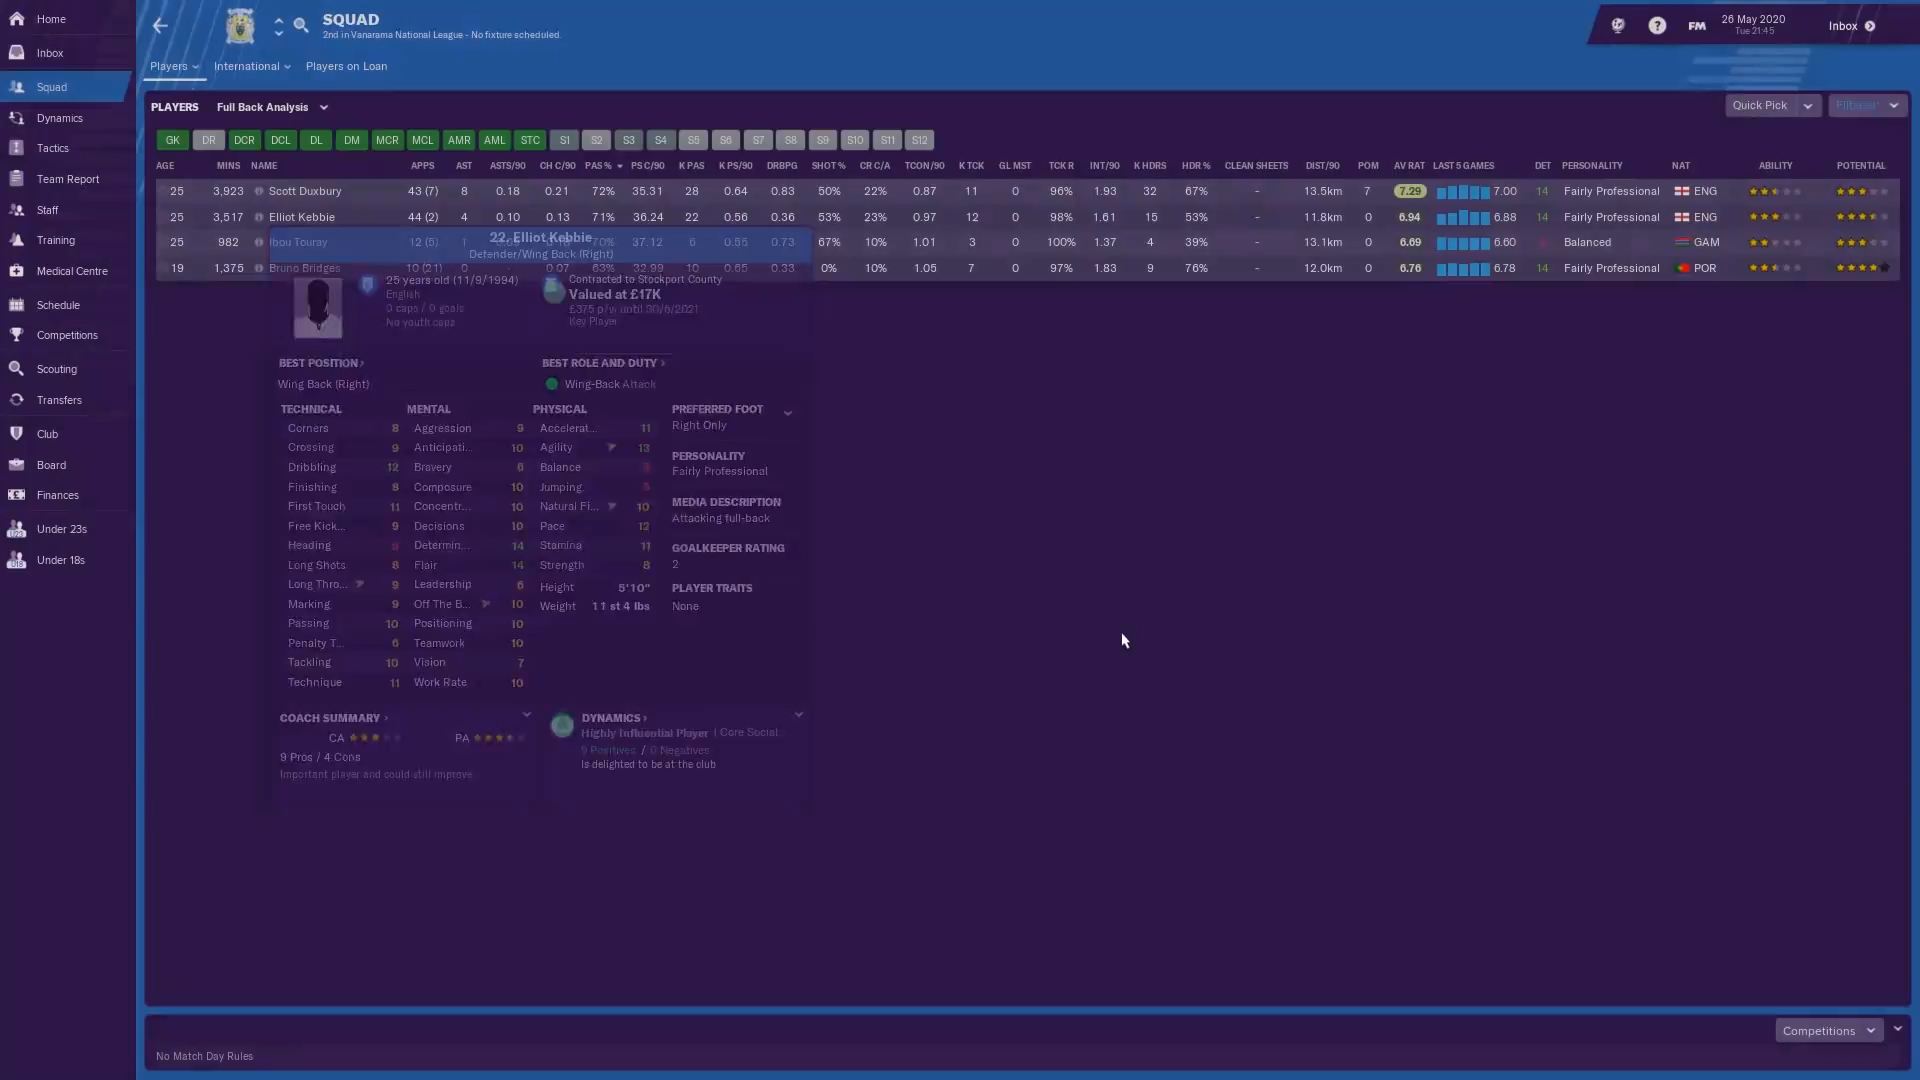 Home
Inbox
Squad
Dynamics
Tactics
Team Report
Staff
Training
Medical Centre
Schedule
Competitions
Scouting
Transfers
Club
Board
Finances
Under 23s
Under 18s
SQUAD
2nd in Vanarama National League - No fixture scheduled.
FM 26 May 2020
Tue 21:45
Inbox
Players International Players on Loan
PLAYERS Full Back Analysis
Quick Pick
GK DR DCR DCL DL DM MCR MCL AMR AML STC S1 S2 S3 S4 S5 S6 S7 S8 S9 S10 S11 S12
AGE MINS NAME APPS AST ASTS/90 CH C/90 PAS % PS C/90 K PAS K PS/90 DRBPG SHOT % CR C/A TCON/90 K TCK GL MST TCK R INT/90 K HDRS HDR % CLEAN SHEETS DIST/90 POM AV RAT LAST 5 GAMES DET PERSONALITY NAT ABILITY POTENTIAL
25 3,923 Scott Duxbury 43 (7) 8 0.18 0.21 72% 35.31 28 0.64 0.83 50% 22% 0.87 11 0 96% 1.93 32 67% - 13.5km 7 7.29 7.00 14 Fairly Professional ENG
25 3,517 Elliot Kebbie 44 (2) 4 0.10 0.13 71% 36.24 22 0.56 0.36 53% 23% 0.97 12 0 98% 1.61 15 53% - 11.8km 0 6.94 6.88 14 Fairly Professional ENG
25 982 Ibou Touray 12 (5) 1 70% 37.12 6 0.55 0.73 67% 10% 1.01 3 0 100% 1.37 4 39% - 13.1km 0 6.69 6.60 Balanced GAM
19 1,375 Bruno Bridges 10 (21) 0 - 0.07 63% 32.99 10 0.65 0.33 0% 10% 1.05 7 0 97% 1.83 9 76% - 12.0km 0 6.76 6.78 14 Fairly Professional POR
22. Elliot Kebbie
Defender/Wing Back (Right)
25 years old (11/9/1994)
English
0 caps / 0 goals
No youth caps
Contracted to Stockport County
Valued at £17K
£375 p/w until 30/6/2021
Key Player
BEST POSITION
Wing Back (Right)
BEST ROLE AND DUTY
Wing-Back Attack
TECHNICAL
Corners 8
Crossing 9
Dribbling 12
Finishing 8
First Touch 11
Free Kick... 9
Heading
Long Shots 8
Long Thro... 9
Marking 9
Passing 10
Penalty T... 6
Tackling 10
Technique 11
MENTAL
Aggression 9
Anticipati... 10
Bravery 6
Composure 10
Concentr... 10
Decisions 10
Determin... 14
Flair 14
Leadership 6
Off The B... 10
Positioning 10
Teamwork 10
Vision 7
Work Rate 10
PHYSICAL
Accelerat... 11
Agility 13
Balance
Jumping.
Natural Fi... 10
Pace 12
Stamina 11
Strength 8
Height 5'10"
Weight 11 st 4 lbs
PREFERRED FOOT
Right Only
PERSONALITY
Fairly Professional
MEDIA DESCRIPTION
Attacking full-back
GOALKEEPER RATING
2
PLAYER TRAITS
None
COACH SUMMARY
CA PA
9 Pros / 4 Cons
Important player and could still improve
DYNAMICS
Highly Influential Player | Core Social
9 Positives / 0 Negatives
Is delighted to be at the club
Competitions
No Match Day Rules